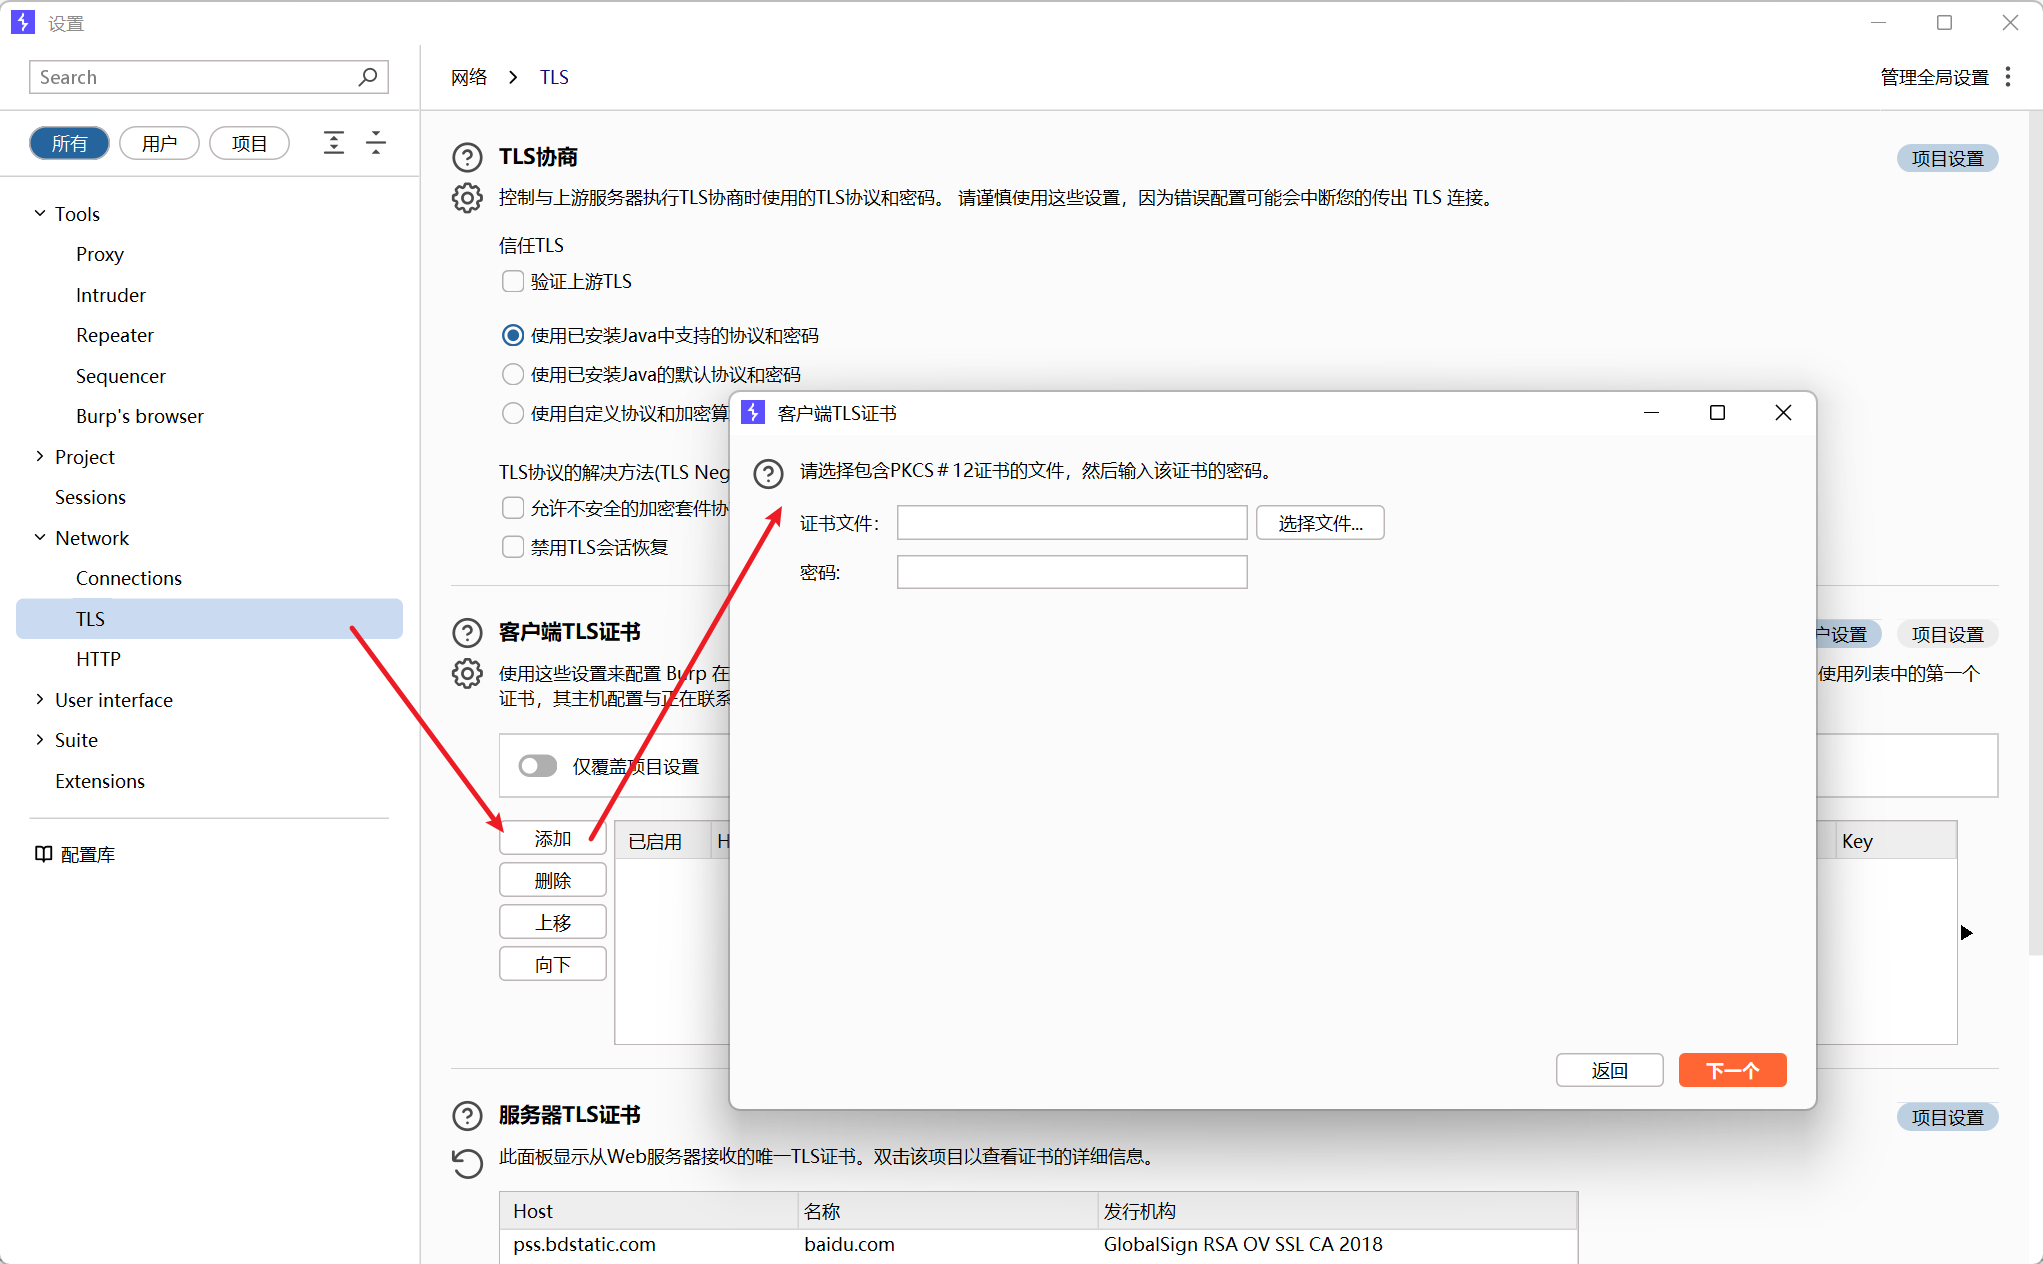 设置
Search
网络 > TLS
管理全局设置
所有
用户
项目
Tools
Proxy
Intruder
Repeater
Sequencer
Burp's browser
Project
Sessions
Network
Connections
TLS
HTTP
User interface
Suite
Extensions
配置库
TLS协商
项目设置
控制与上游服务器执行TLS协商时使用的TLS协议和密码。 请谨慎使用这些设置，因为错误配置可能会中断您的传出 TLS 连接。
信任TLS
验证上游TLS
使用已安装Java中支持的协议和密码
使用已安装Java的默认协议和密码
使用自定义协议和加密算
TLS协议的解决方法(TLS Neg
允许不安全的加密套件协
禁用TLS会话恢复
客户端TLS证书
户设置
项目设置
使用这些设置来配置 Burp 在
使用列表中的第一个
证书，其主机配置与正在联系
仅覆盖项目设置
添加
删除
上移
向下
已启用
H
Key
客户端TLS证书
请选择包含PKCS＃12证书的文件，然后输入该证书的密码。
证书文件：
选择文件...
密码:
返回
下一个
服务器TLS证书
项目设置
此面板显示从Web服务器接收的唯一TLS证书。双击该项目以查看证书的详细信息。
Host 名称 发行机构
pss.bdstatic.com baidu.com GlobalSign RSA OV SSL CA 2018